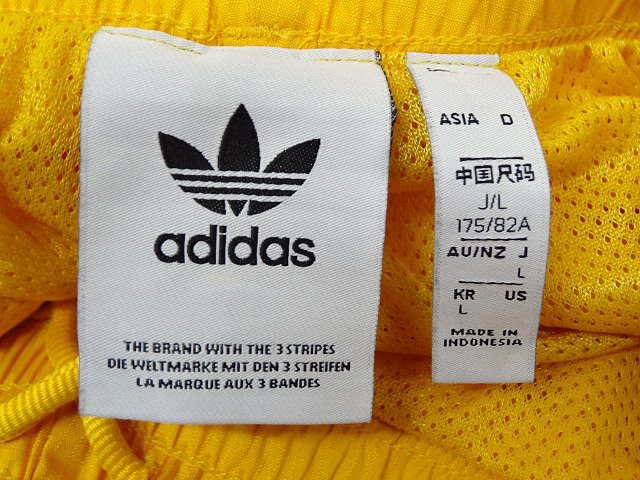 adidas
THE BRAND WITH THE 3 STRIPES
DIE WELTMARKE MIT DEN 3 STREIFEN
LA MARQUE AUX 3 BANDES
ASIA D
中国尺码
J/L
175/82A
AU/NZ J
L
KR US
L
MADE IN
INDONESIA